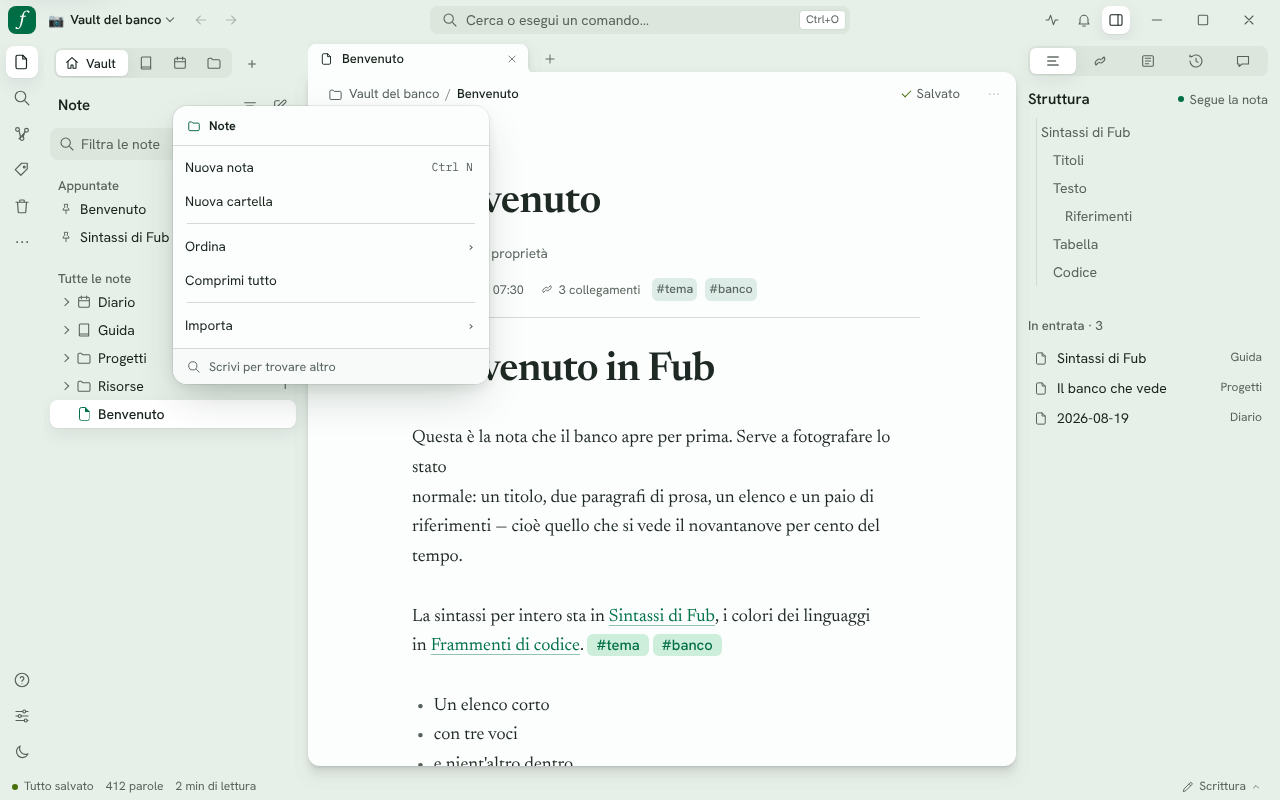 Vault del banco
Cerca o esegui un comando...
Ctrl+O
Vault
Benvenuto
Note
Vault del banco / Benvenuto
Salvato
Filtra le note
Appuntate
Benvenuto
Sintassi di Fub
Tutte le note
Diario
Guida
Progetti
Risorse
Benvenuto
Note
Nuova nota Ctrl N
Nuova cartella
Ordina
Comprimi tutto
Importa
Scrivi per trovare altro
venuto
proprietà
07:30 3 collegamenti #tema #banco
venuto in Fub
Questa è la nota che il banco apre per prima. Serve a fotografare lo
stato
normale: un titolo, due paragrafi di prosa, un elenco e un paio di
riferimenti — cioè quello che si vede il novantanove per cento del
tempo.
La sintassi per intero sta in Sintassi di Fub, i colori dei linguaggi
in Frammenti di codice. #tema #banco
• Un elenco corto
• con tre voci
• e nient'altro dentro
Struttura
Segue la nota
Sintassi di Fub
Titoli
Testo
Riferimenti
Tabella
Codice
In entrata · 3
Sintassi di Fub Guida
Il banco che vede Progetti
2026-08-19 Diario
Tutto salvato 412 parole 2 min di lettura
Scrittura